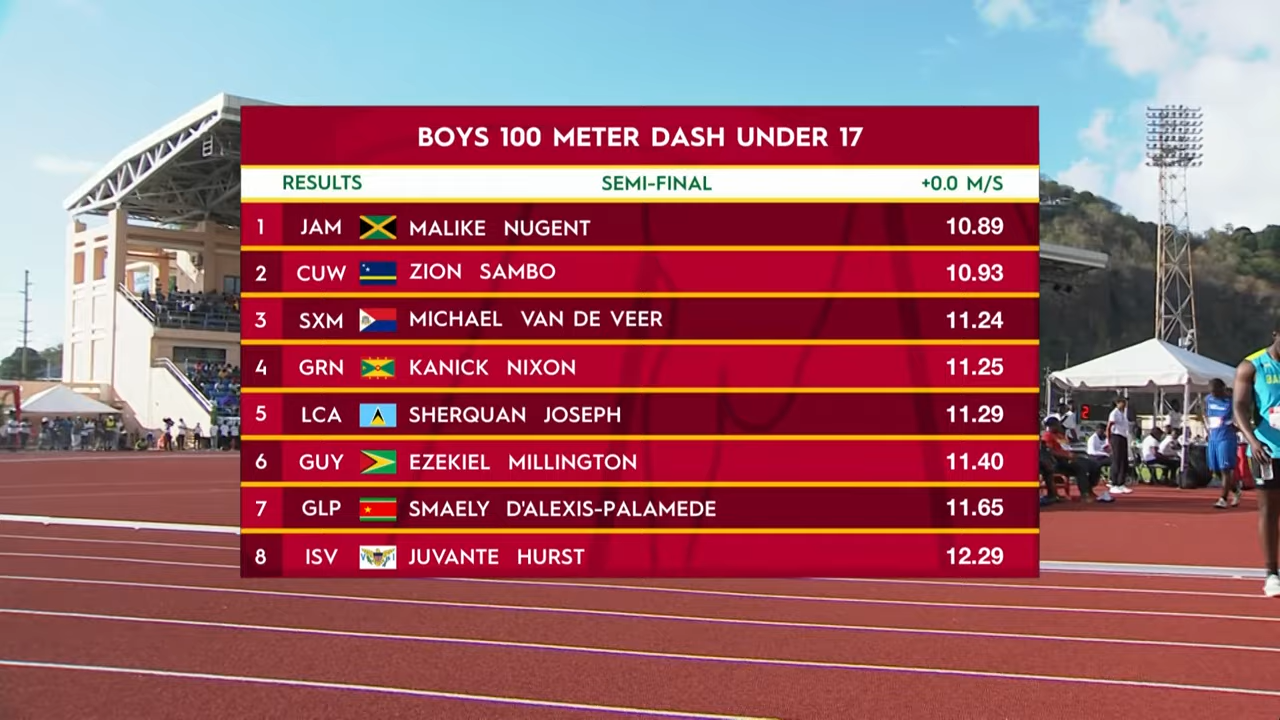 BOYS 100 METER DASH UNDER 17
RESULTS SEMI-FINAL +0.0 M/S
1 JAM MALIKE NUGENT 10.89
2 CUW ZION SAMBO 10.93
3 SXM MICHAEL VAN DE VEER 11.24
4 GRN KANICK NIXON 11.25
5 LCA SHERQUAN JOSEPH 11.29
6 GUY EZEKIEL MILLINGTON 11.40
7 GLP SMAELY D'ALEXIS-PALAMEDE 11.65
8 ISV JUVANTE HURST 12.29
2